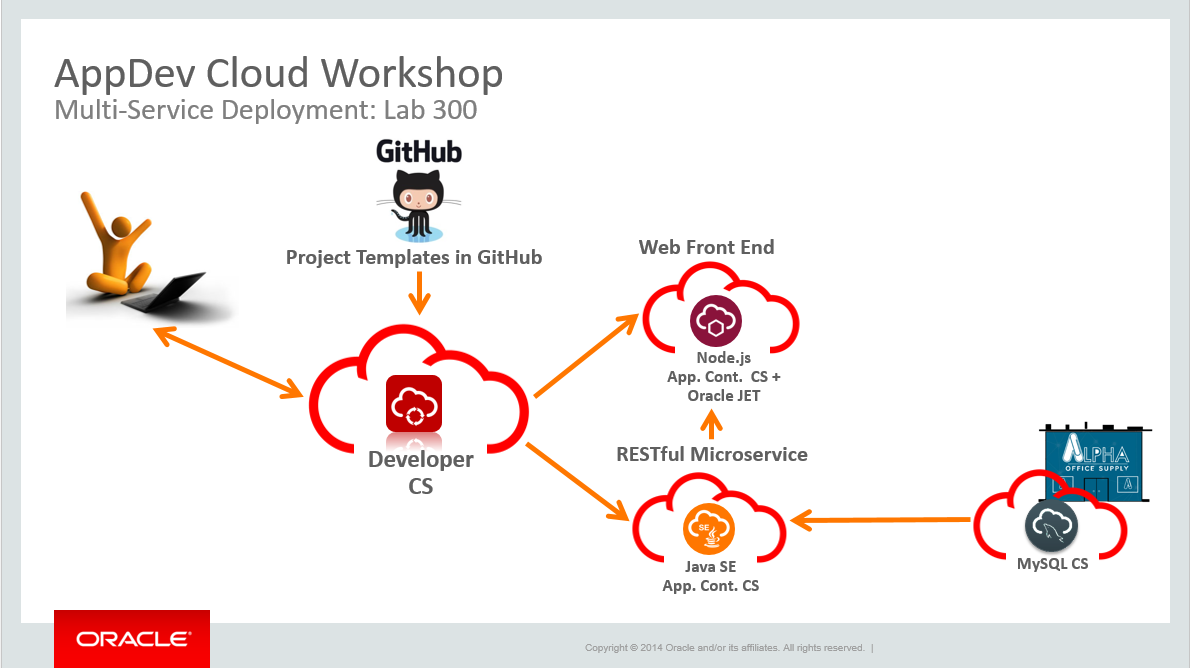 AppDev Cloud Workshop
Multi-Service Deployment: Lab 300
GitHub
Project Templates in GitHub
Web Front End
Node.js
App. Cont. CS +
Oracle JET
Developer
CS
RESTful Microservice
SE
Java SE
App. Cont. CS
ALPHA
OFFICE SUPPLY
A
MySQL CS
ORACLE®
Copyright © 2014 Oracle and/or its affiliates. All rights reserved. |